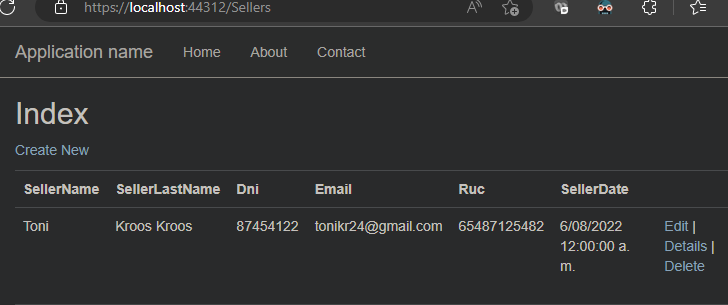 https://localhost:44312/Sellers
Application name Home About Contact
Index
Create New
SellerName SellerLastName Dni Email Ruc SellerDate
Toni Kroos Kroos 87454122 tonikr24@gmail.com 65487125482 6/08/2022 Edit |
12:00:00 a. Details |
m. Delete